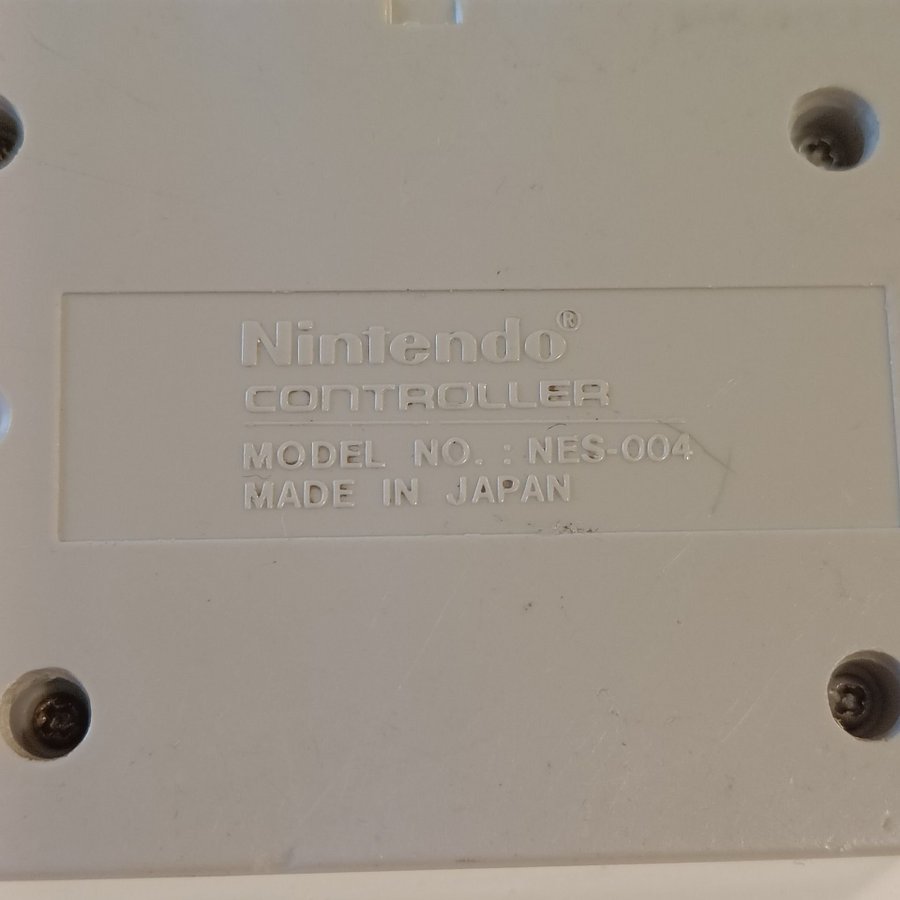 Nintendo®
CONTROLLER
MODEL NO. : NES-004
MADE IN JAPAN